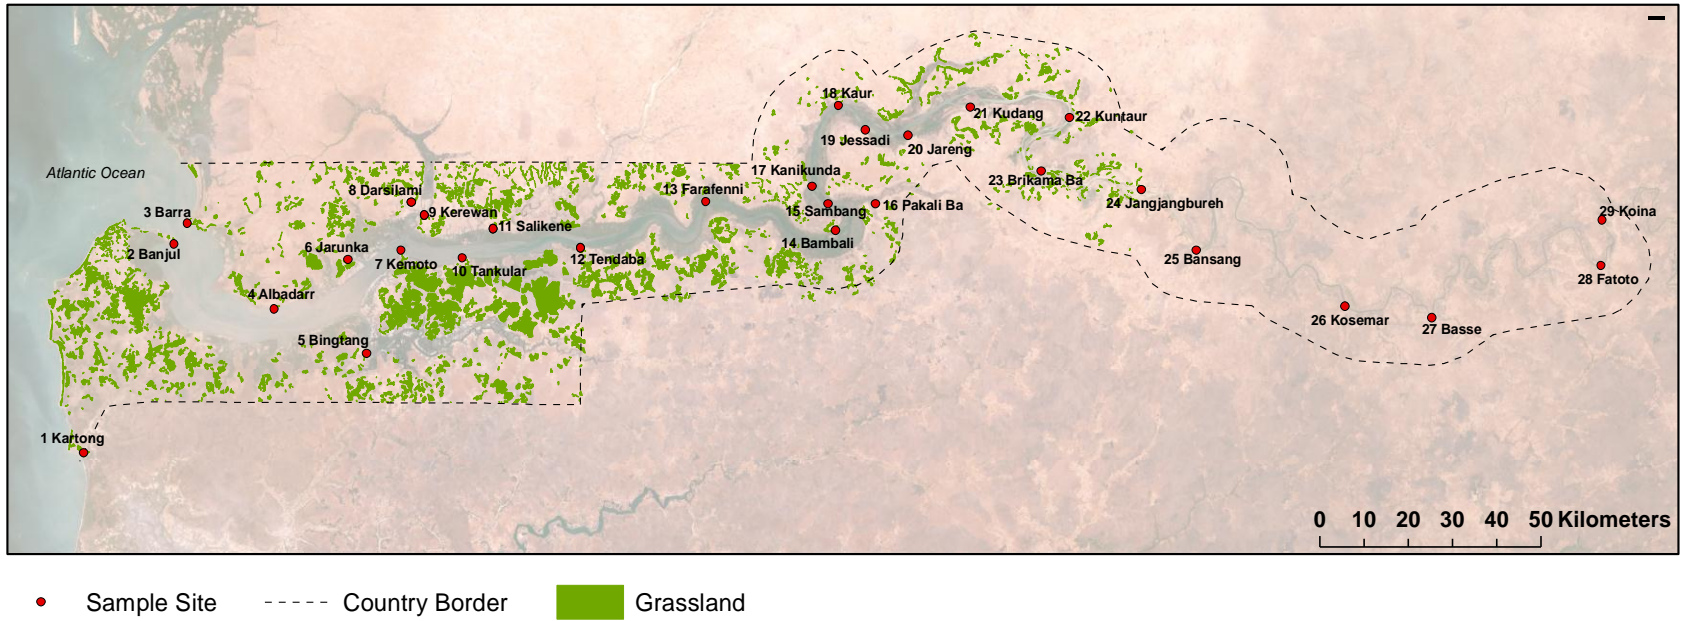 18 Kaur
21 Kudang
22 Kuntaur
19 Jessadi
20 Jareng
Atlantic Ocean
17 Kanikunda
23 Brikama Ba
8 Darsilami
13 Farafenni
24 Jangjangbureh
3 Barra
9 Kerewan
15 Sambang
16 Pakali Ba
29 Koina
11 Salikene
14 Bambali
6 Jarunka
2 Banjul
7 Kemoto
10 Tankular
12 Tendaba
25 Bansang
28 Fatoto
4 Albadarr
26 Kosemar
27 Basse
5 Bingtang
1 Kartong
0 10 20 30 40 50 Kilometers
Sample Site
Country Border
Grassland